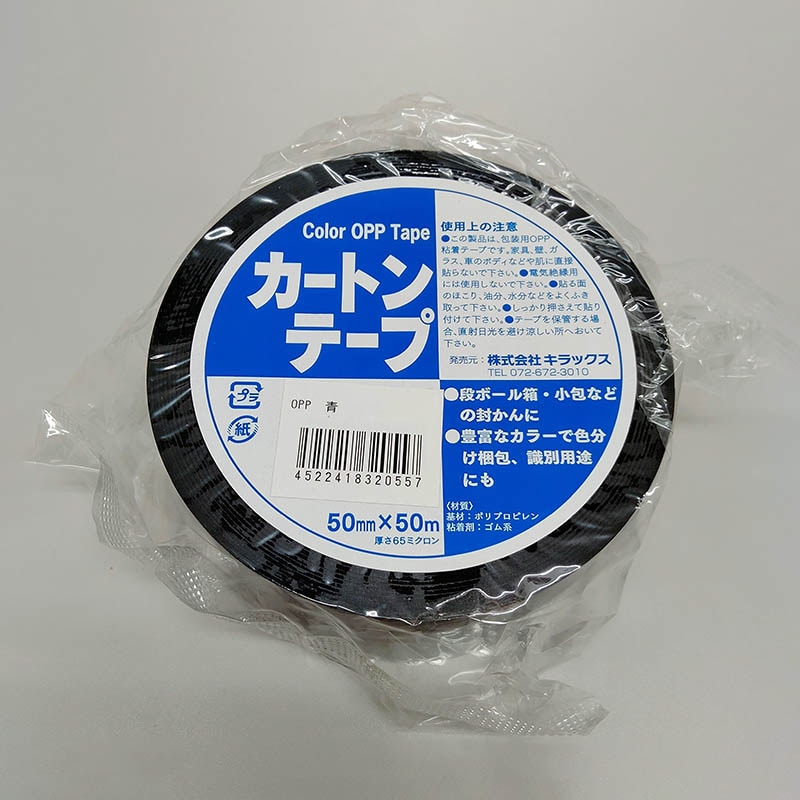 Color OPP Tape
カートン
テープ
使用上の注意
●この製品は、包装用OPP
粘着テープです。家具、壁、ガ
ラス、車のボディなどや肌に直接
貼らないで下さい。●電気絶縁用
には使用しないで下さい。●貼る面
のほこり、油分、水分などをよくふき
取って下さい。●しっかり押さえて貼り
付けて下さい。●テープを保管する場
合、直射日光を避け涼しい所へおいて
下さい。
発売元：株式会社 キラックス
TEL 072-672-3010
プラ
紙
OPP 青
4522418320557
50mm×50m
厚さ65ミクロン
●段ボール箱・小包など
の封かんに
●豊富なカラーで色分
け梱包、識別用途
にも
〈材質〉
基材：ポリプロピレン
粘着剤：ゴム系